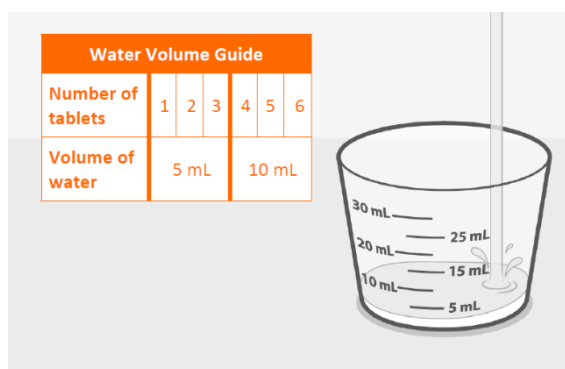 Water Volume Guide
Number of tablets 1 2 3 4 5 6
Volume of water 5 mL 10 mL
30 mL
25 mL
20 mL
15 mL
10 mL
5 mL